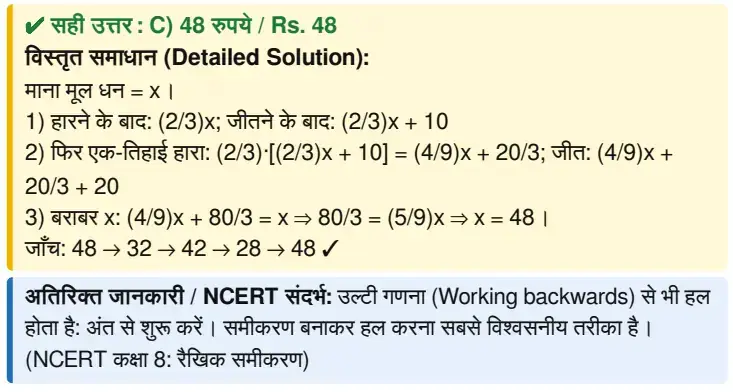 ✔ सही उत्तर : C) 48 रुपये / Rs. 48
विस्तृत समाधान (Detailed Solution):
माना मूल धन = x ।
1) हारने के बाद: (2/3)x; जीतने के बाद: (2/3)x + 10
2) फिर एक-तिहाई हारा: (2/3)·[(2/3)x + 10] = (4/9)x + 20/3; जीत: (4/9)x +
20/3 + 20
3) बराबर x: (4/9)x + 80/3 = x ⇒ 80/3 = (5/9)x ⇒ x = 48 ।
जाँच: 48 → 32 → 42 → 28 → 48 ✓
अतिरिक्त जानकारी / NCERT संदर्भ: उल्टी गणना (Working backwards) से भी हल
होता है: अंत से शुरू करें । समीकरण बनाकर हल करना सबसे विश्वसनीय तरीका है ।
(NCERT कक्षा 8: रैखिक समीकरण)